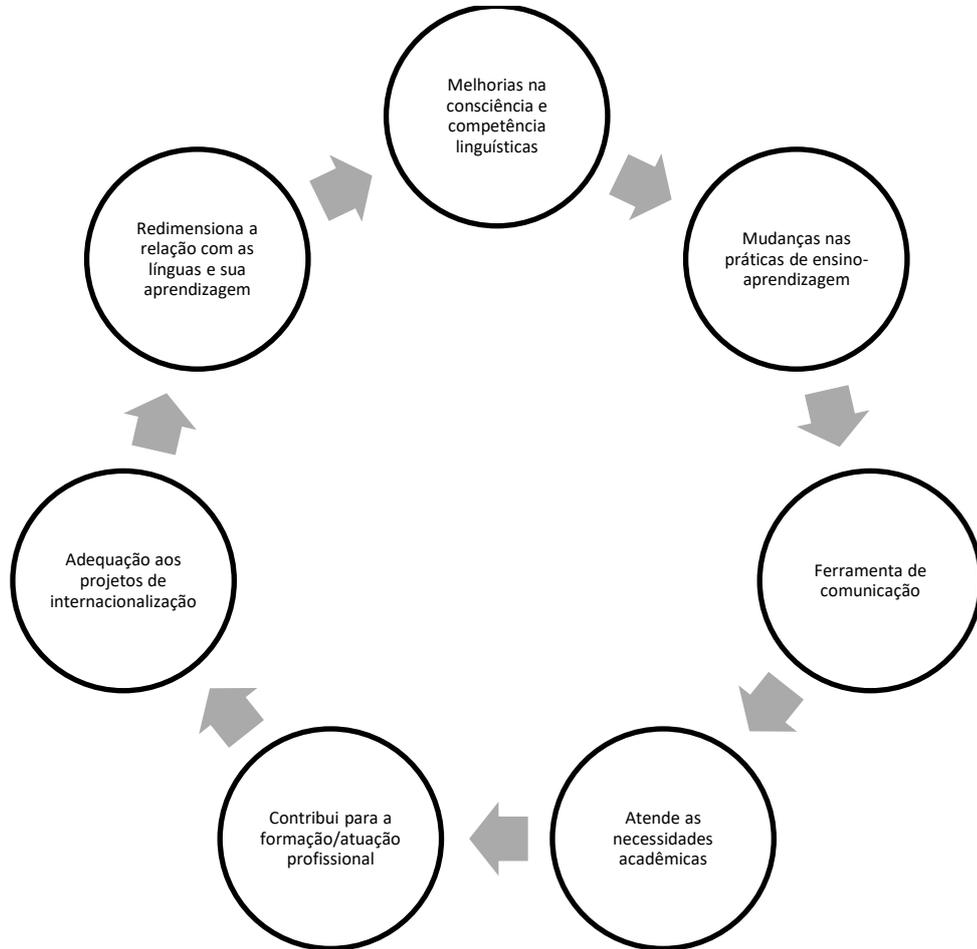 Melhorias na
consciência e
competência
linguísticas
Mudanças nas
práticas de ensino-
aprendizagem
Ferramenta de
comunicação
Atende as
necessidades
acadêmicas
Contribui para a
formação/atuação
profissional
Adequação aos
projetos de
internacionalização
Redimensiona a
relação com as
línguas e sua
aprendizagem